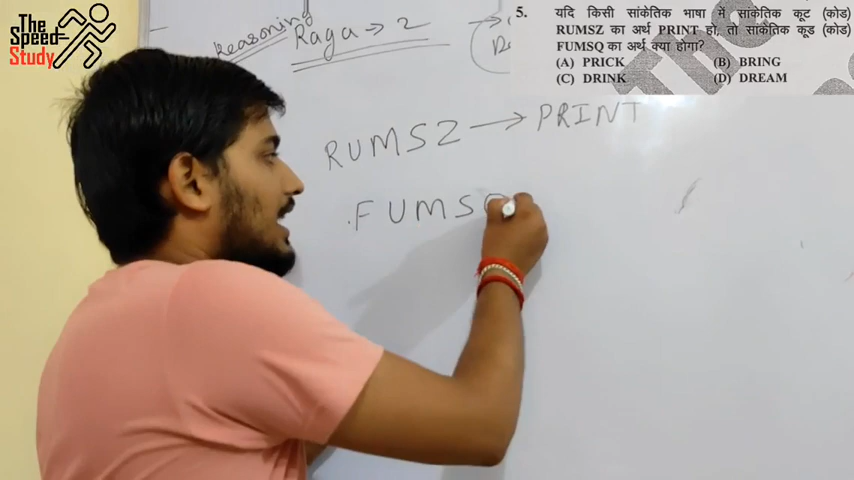 The
Speed
Study
5. यदि किसी सांकेतिक भाषा में सांकेतिक कूट (कोड)
RUMSZ का अर्थ PRINT हो, तो सांकेतिक कूड (कोड)
FUMSQ का अर्थ क्या होगा?
(A) PRICK (B) BRING
(C) DRINK (D) DREAM
Reasoning
Raga → 2
RUMSZ → PRINT
FUMS